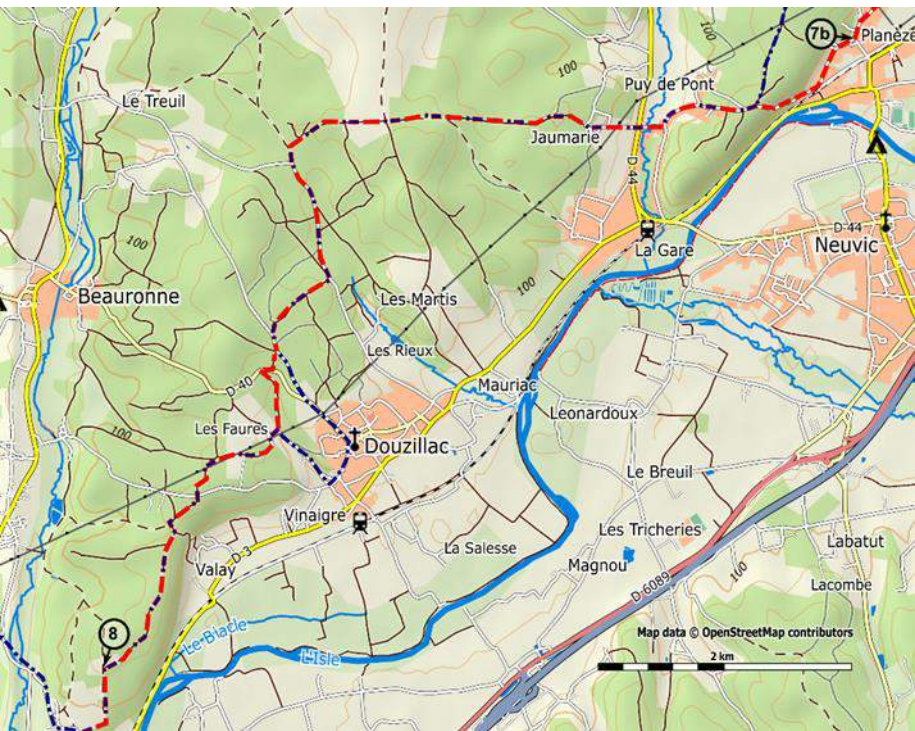 7b
Planèze
100
Le Treuil
100
Puy de Pont
Jaumarie
D-44
100
D-44
Neuvic
La Gare
Beauronne
Les Martis
100
Les Rieux
Mauriac
D-40
Leonardoux
100
Les Faures
Douzillac
Le Breuil
Vinaigre
Les Tricheries
La Salesse
Labatut
D-3
Valay
Magnou
100
Lacombe
D-6089
8
Le Biacle
Map data © OpenStreetMap contributors
L'Isle
2 km